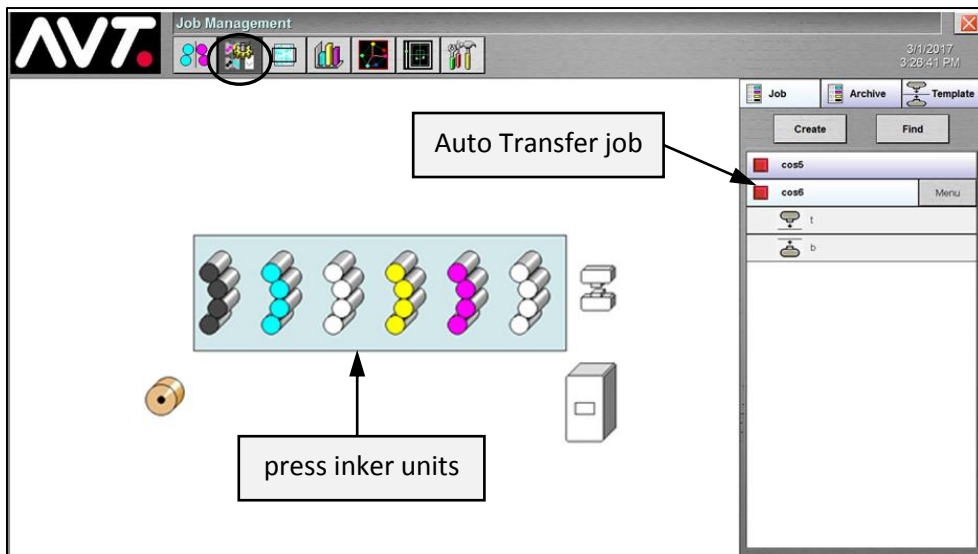 AVT.
Job Management
3/1/2017
3:28:41 PM
Job
Archive
Template
Create
Find
Auto Transfer job
cos5
cos6
Menu
t
b
press inker units